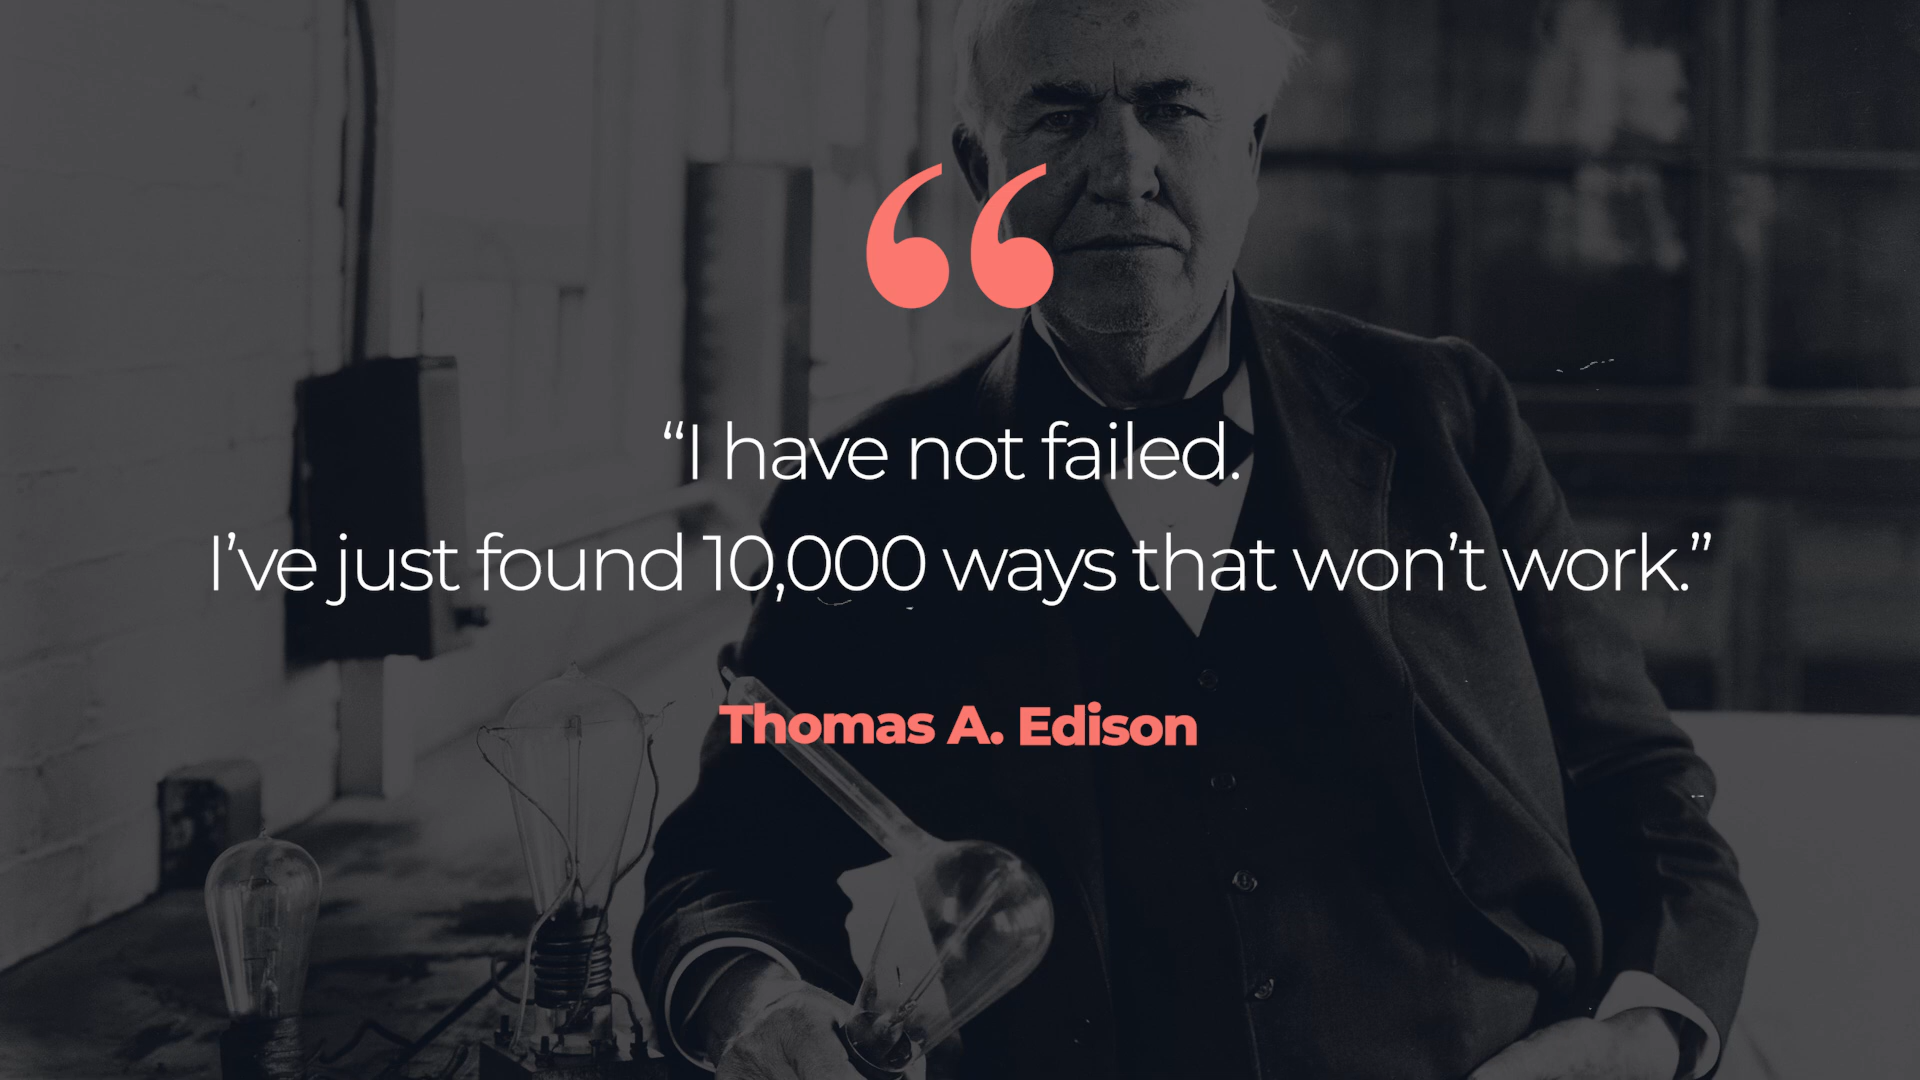 “I have not failed.
I’ve just found 10,000 ways that won’t work.”
Thomas A. Edison